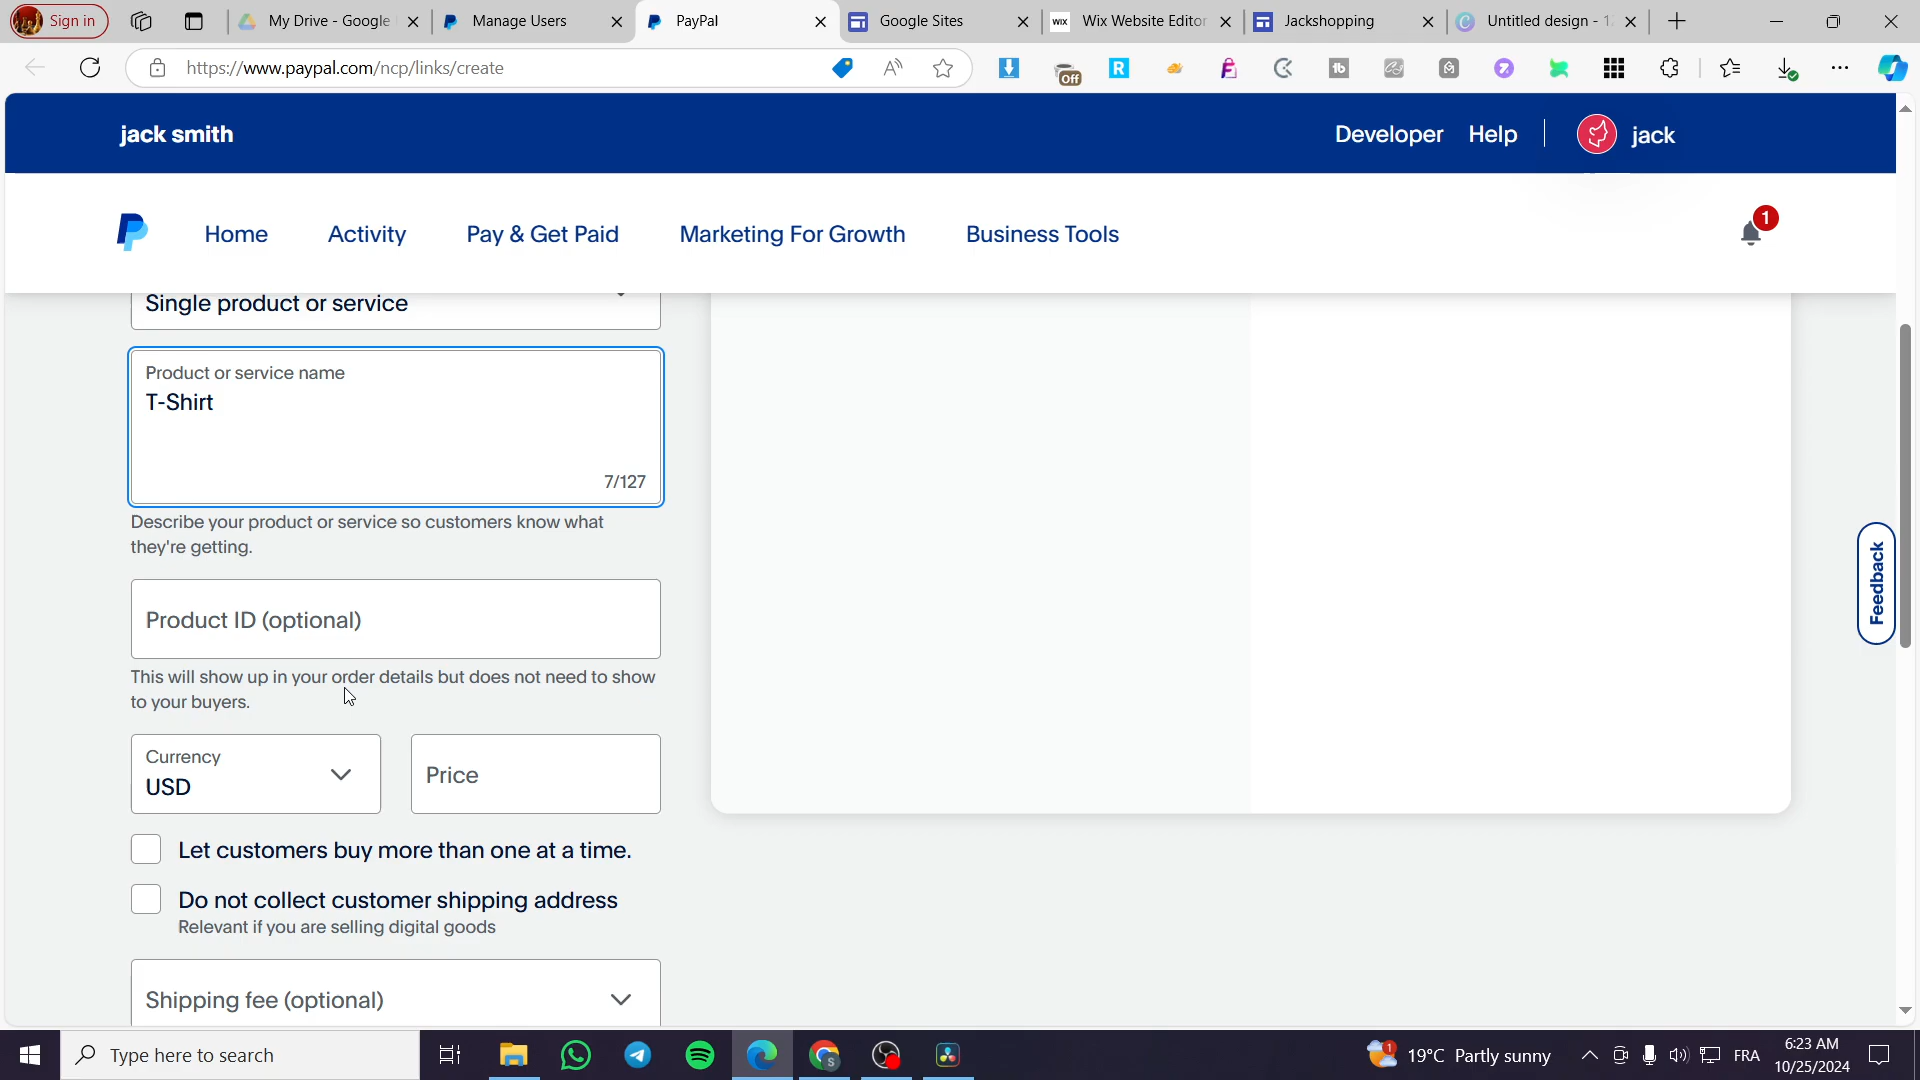 Sign in
My Drive - Google
Manage Users
PayPal
Google Sites
WIX
Wix Website Editor
Jackshopping
Untitled design - 1
https://www.paypal.com/ncp/links/create
Off
R
tb
jack smith
Developer
Help
jack
Home
Activity
Pay & Get Paid
Marketing For Growth
Business Tools
1
Single product or service
Product or service name
T-Shirt
7/127
Describe your product or service so customers know what
they're getting.
Product ID (optional)
This will show up in your order details but does not need to show
to your buyers.
Currency
USD
Price
Let customers buy more than one at a time.
Do not collect customer shipping address
Relevant if you are selling digital goods
Shipping fee (optional)
Feedback
Type here to search
1
19°C Partly sunny
FRA
6:23 AM
10/25/2024